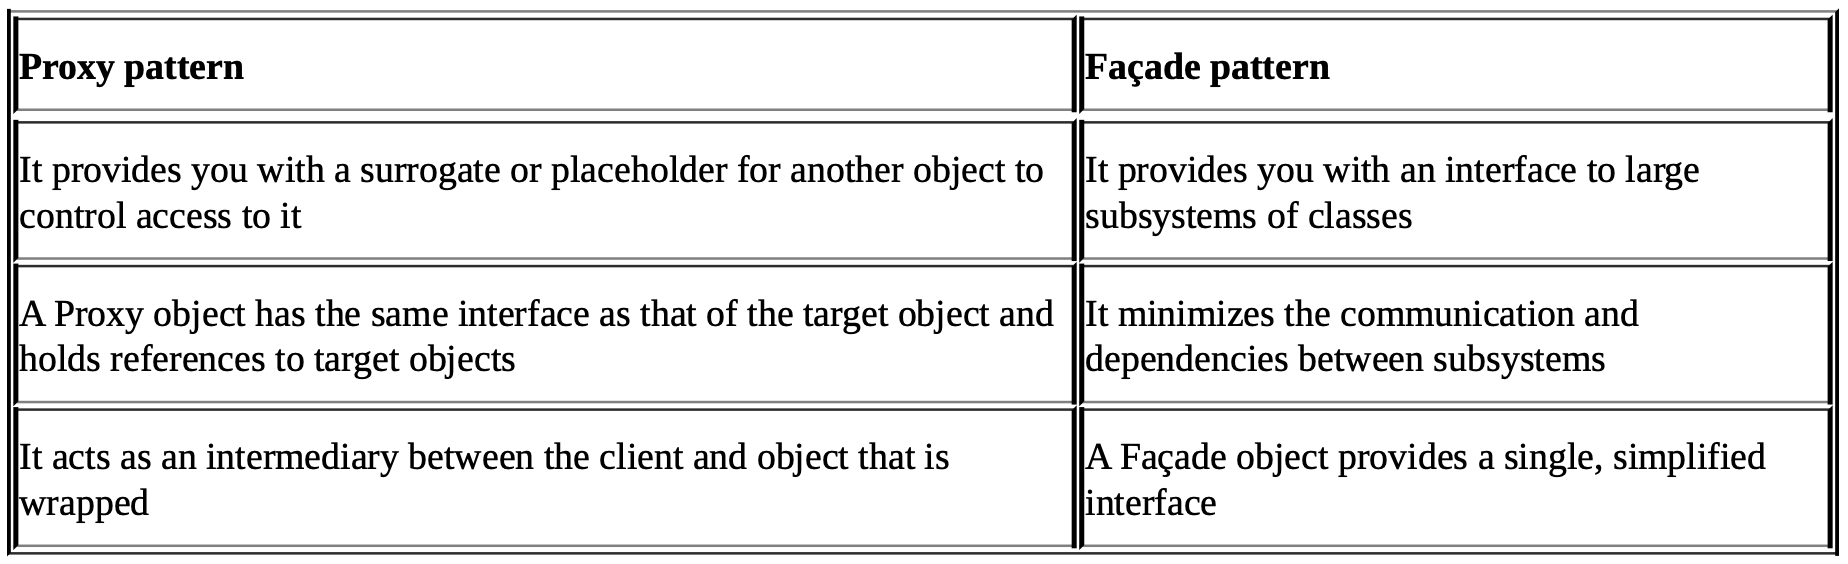 Proxy pattern
Façade pattern
It provides you with a surrogate or placeholder for another object to
control access to it
It provides you with an interface to large
subsystems of classes
A Proxy object has the same interface as that of the target object and
holds references to target objects
It minimizes the communication and
dependencies between subsystems
It acts as an intermediary between the client and object that is
wrapped
A Façade object provides a single, simplified
interface